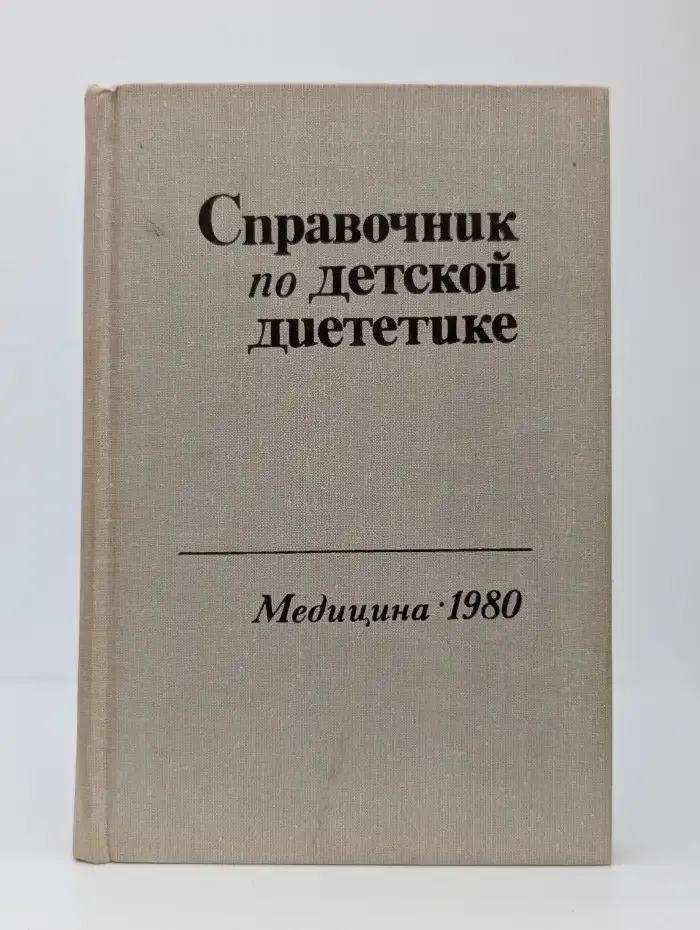 Справочник
по детской
диететике
Медицина · 1980